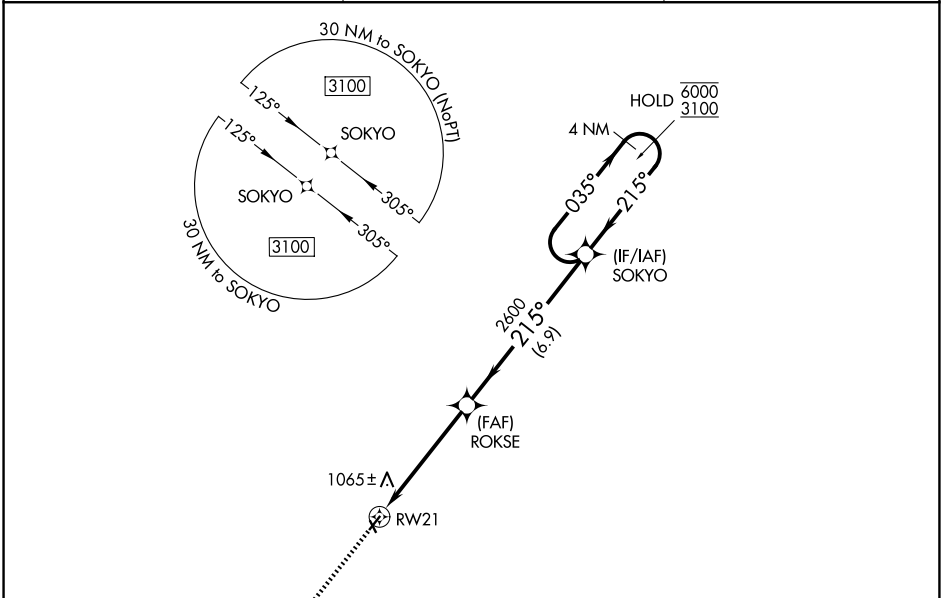 30 NM to SOKYO (NoPT)
3100
125°
SOKYO
305°
125°
SOKYO
305°
3100
30 NM to SOKYO
HOLD 6000
3100
4 NM
035°
215°
(IF/IAF)
SOKYO
2600
215°
(6.9)
(FAF)
ROKSE
1065±
RW21